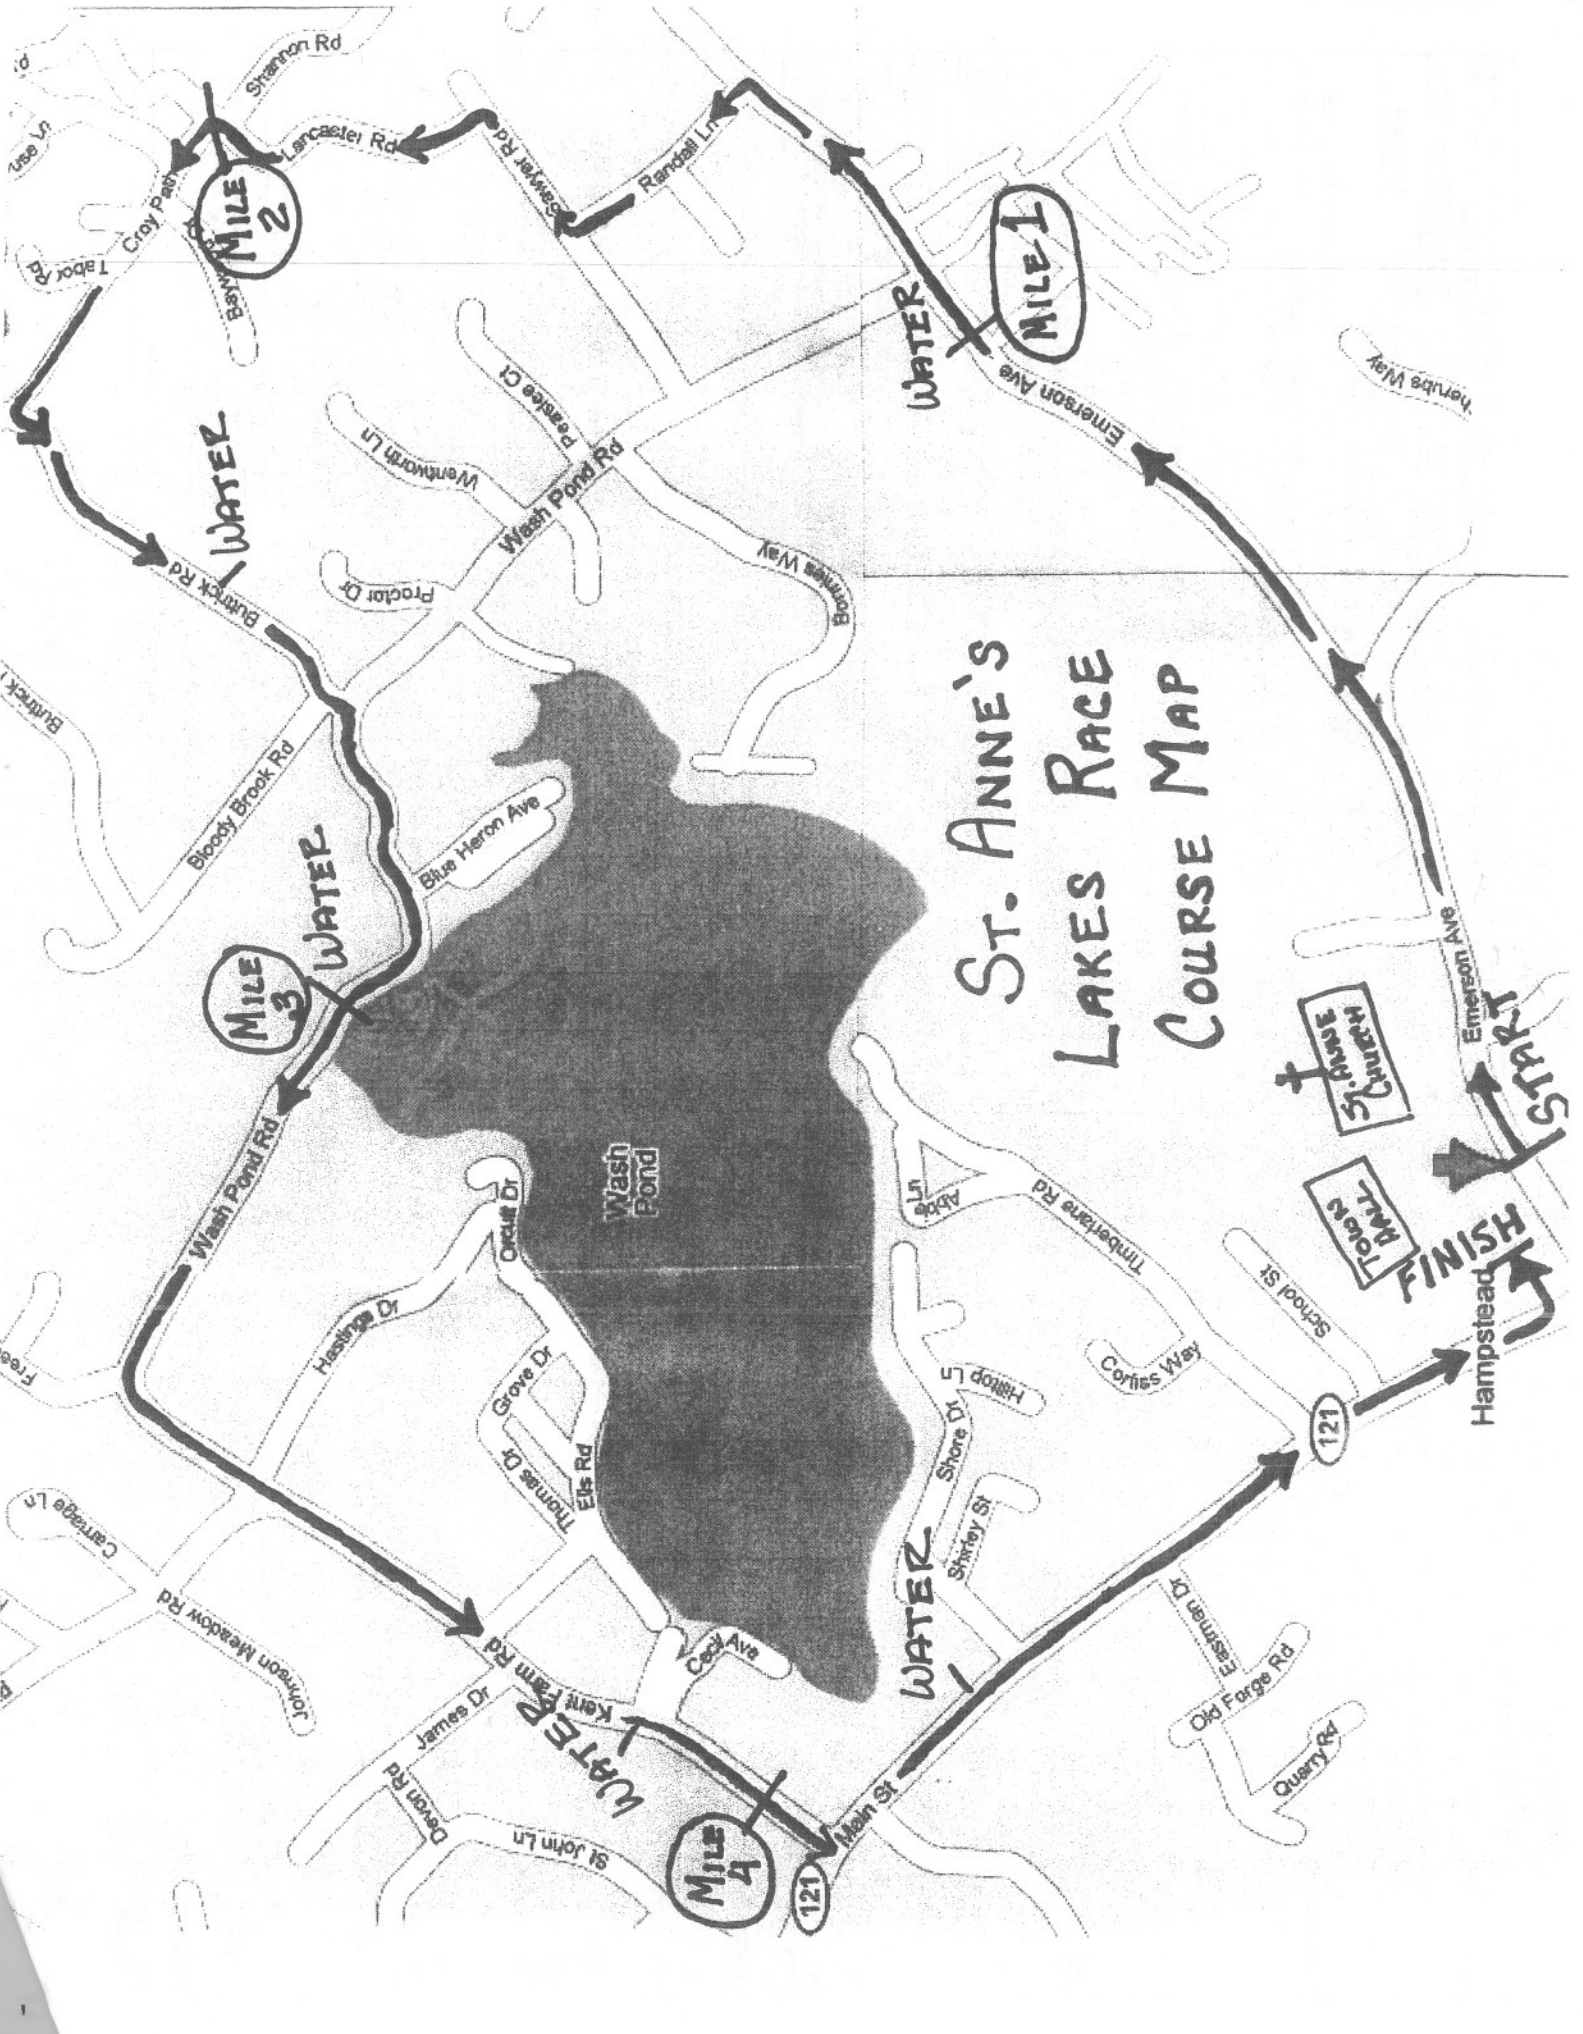 ST. ANNE'S
LAKES RACE
COURSE MAP
START
Emerson Ave
ST. ANNE
CHURCH
TOWN
HALL
FINISH
Hampstead
Emerson Ave
MILE 1
WATER
Randall Ln
Sawyer Rd
Lancaster Rd
Shannon Rd
MILE
2
Tabor Rd
WATER
Buttrick Rd
Bloody Brook Rd
Wash Pond Rd
Peaslee Ct
Wentworth Ln
Proctor Dr
Bonnies Way
Blue Heron Ave
WATER
MILE
3
Wash Pond Rd
Wash
Pond
Orcutt Dr
Hastings Dr
Grove Dr
Thomas Dr
Ells Rd
Carriage Ln
Johnson Meadow Rd
Kent Farm Rd
Cecil Ave
James Dr
Devon Rd
St John Ln
WATER
MILE
4
121
Main St
WATER
Shirley St
Shore Dr
Hilltop
Ln
Abbie
Ln
Timberlane Rd
School St
Corliss Way
Eastman Dr
Old Forge Rd
Quarry Rd
121